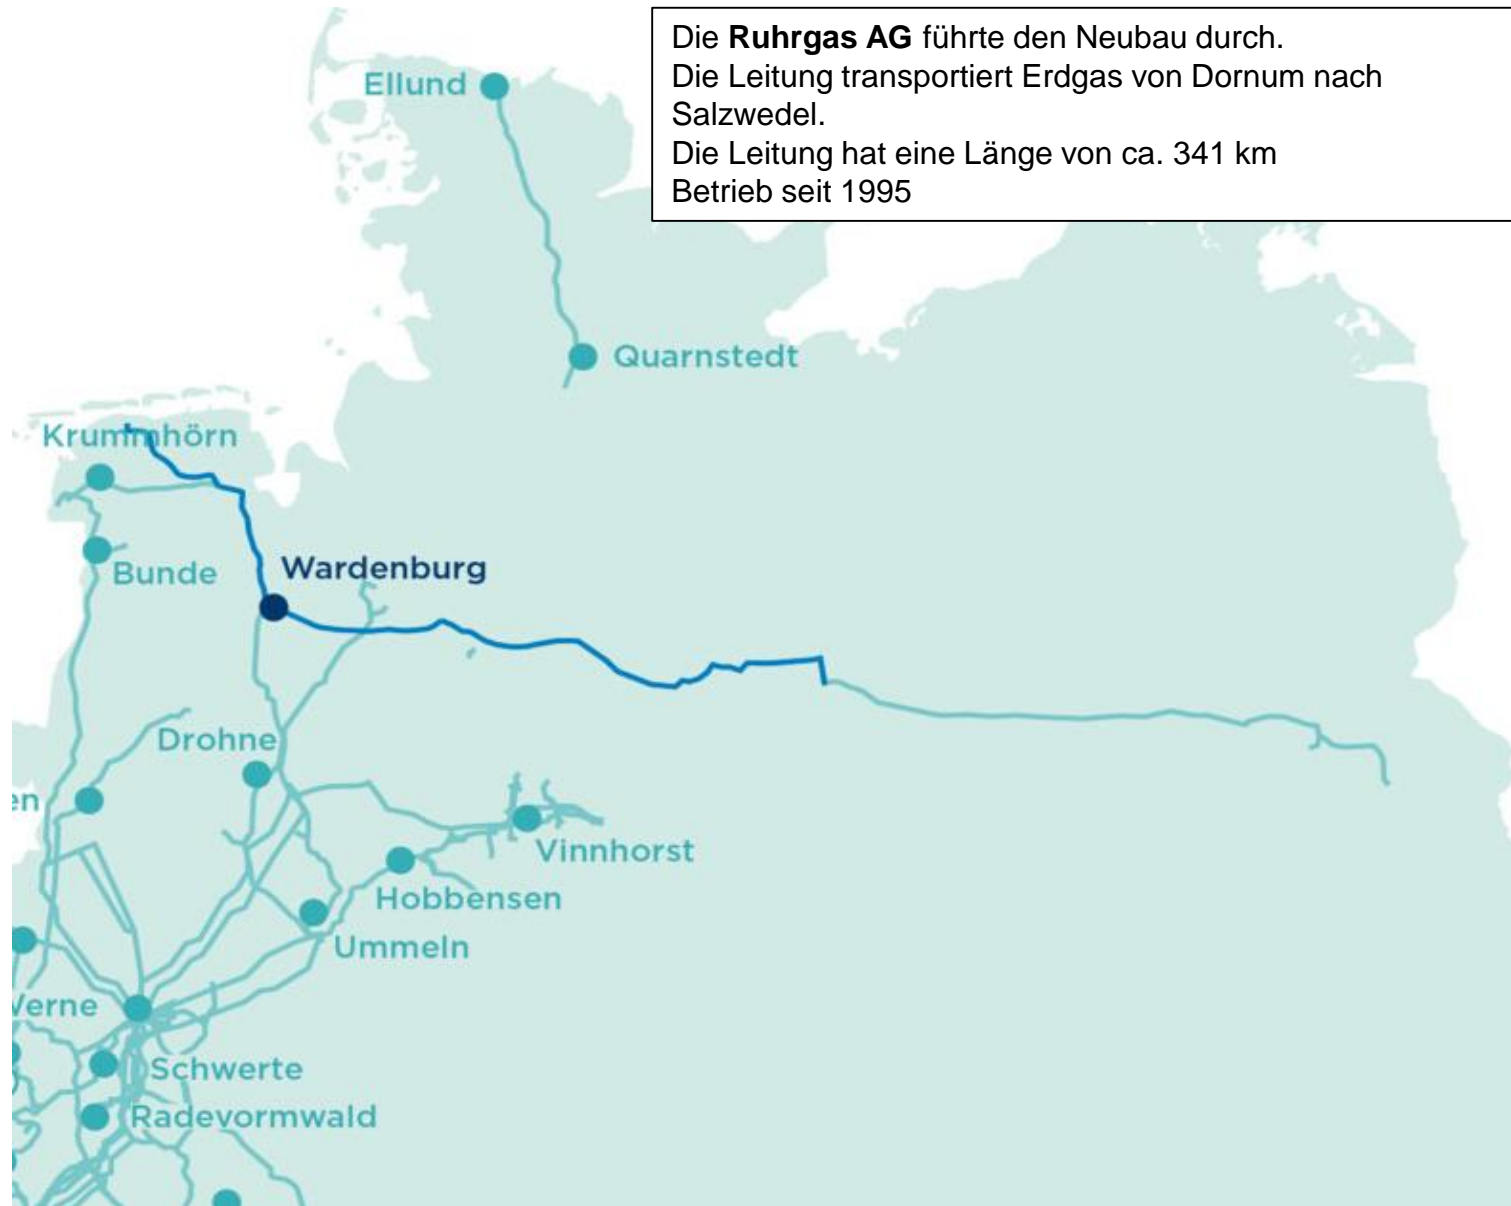 Die Ruhrgas AG führte den Neubau durch.
Die Leitung transportiert Erdgas von Dornum nach
Salzwedel.
Die Leitung hat eine Länge von ca. 341 km
Betrieb seit 1995
Ellund
Quarnstedt
Krummhörn
Bunde
Wardenburg
Drohne
en
Vinnhorst
Hobbensen
Ummeln
Werne
Schwerte
Radevormwald